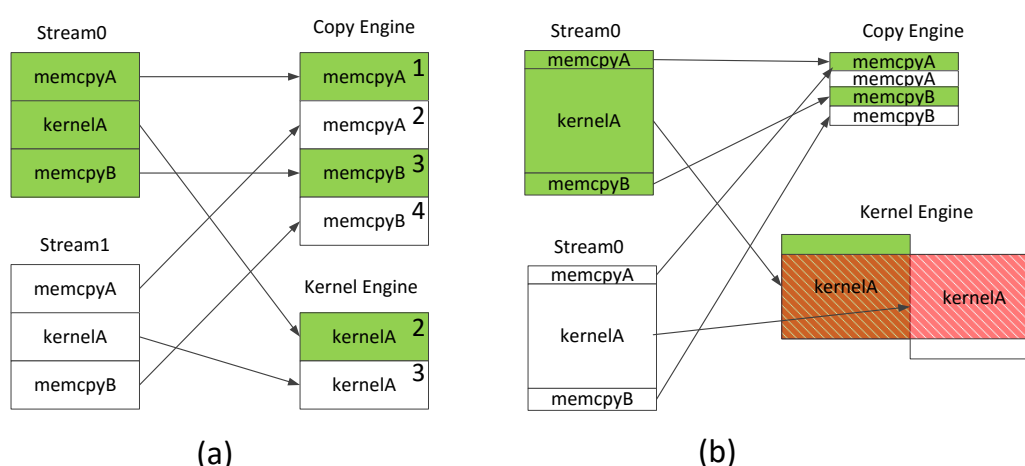 Stream0
memcpyA
kernelA
memcpyB
Stream1
memcpyA
kernelA
memcpyB
Copy Engine
memcpyA 1
memcpyA 2
memcpyB 3
memcpyB 4
Kernel Engine
kernelA 2
kernelA 3
(a)
Stream0
memcpyA
kernelA
memcpyB
Stream0
memcpyA
kernelA
memcpyB
Copy Engine
memcpyA
memcpyA
memcpyB
memcpyB
Kernel Engine
kernelA
kernelA
(b)